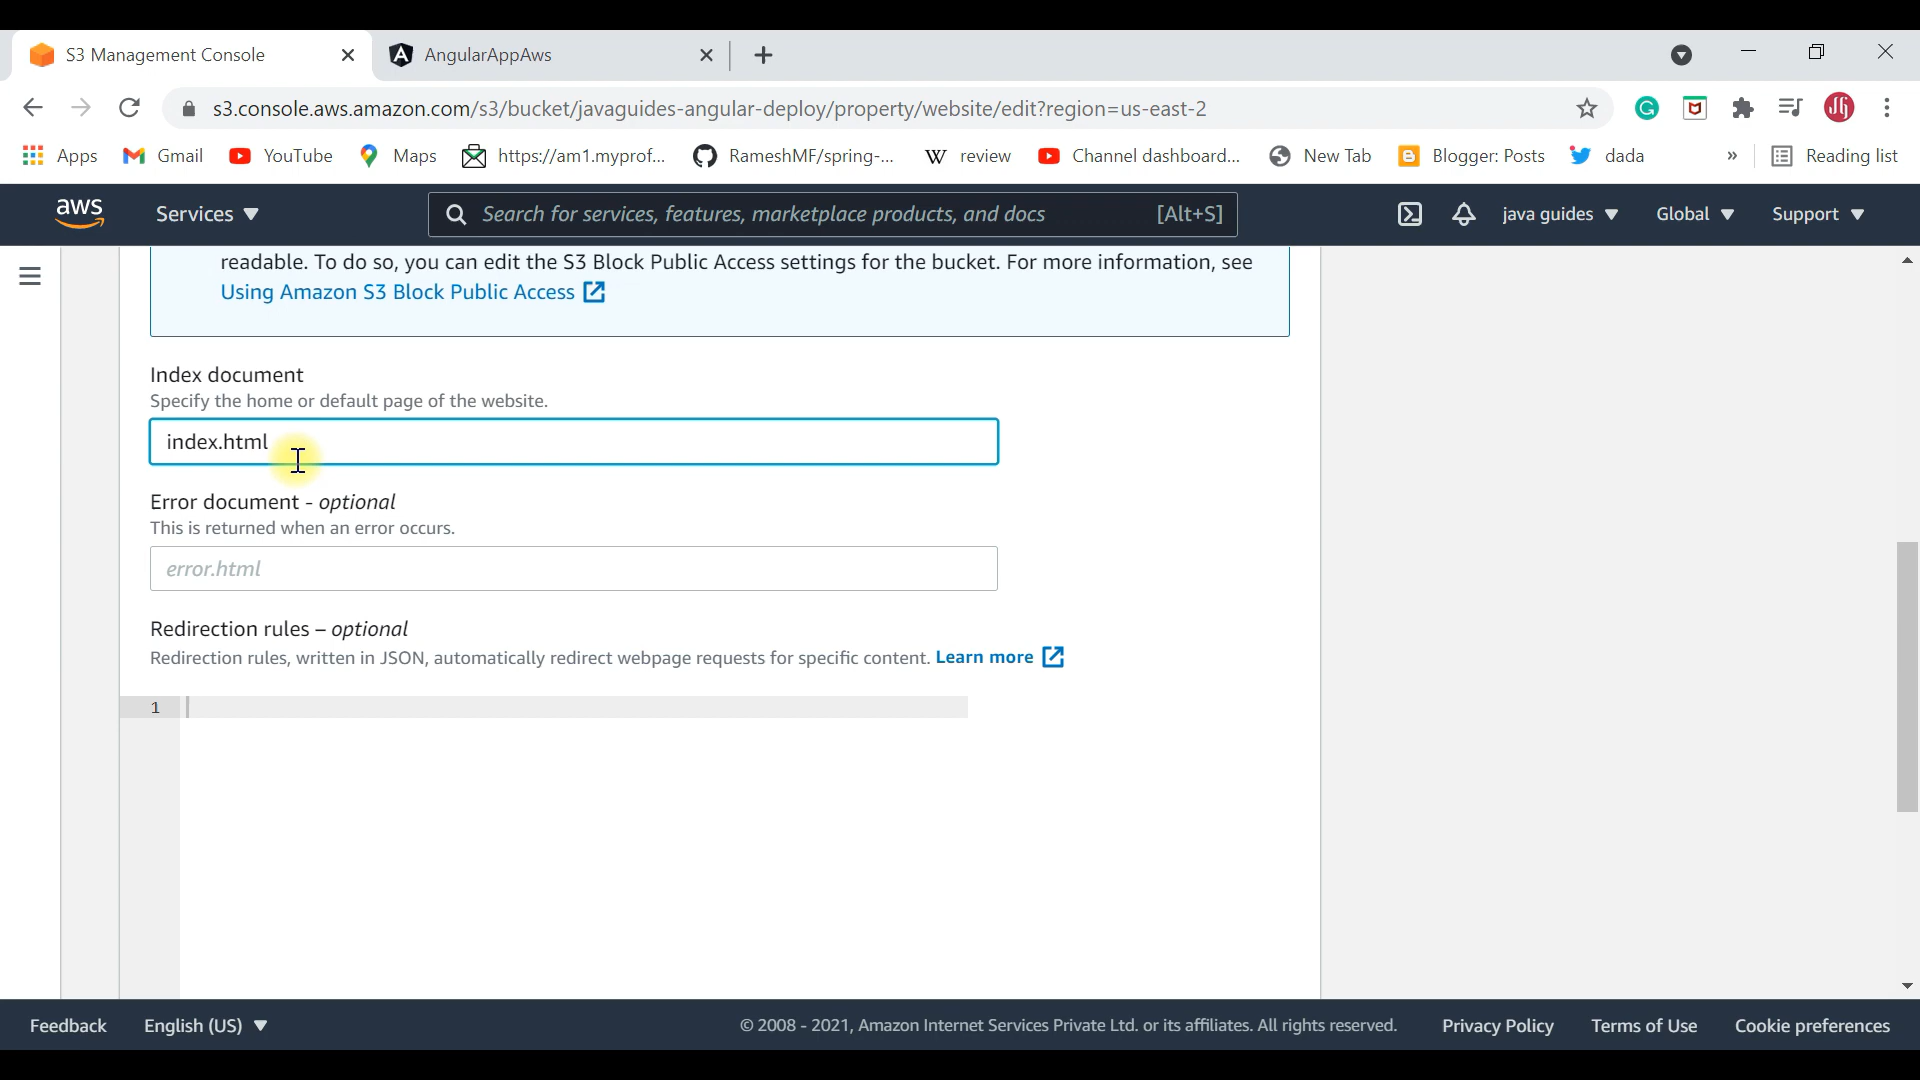 S3 Management Console
AngularAppAws
s3.console.aws.amazon.com/s3/bucket/javaguides-angular-deploy/property/website/edit?region=us-east-2
Apps
Gmail
YouTube
Maps
https://am1.myprof...
RameshMF/spring-...
W review
Channel dashboard...
New Tab
Blogger: Posts
dada
»
Reading list
aws
Services
Search for services, features, marketplace products, and docs
[Alt+S]
java guides
Global
Support
readable. To do so, you can edit the S3 Block Public Access settings for the bucket. For more information, see
Using Amazon S3 Block Public Access
Index document
Specify the home or default page of the website.
index.html
Error document - optional
This is returned when an error occurs.
error.html
Redirection rules – optional
Redirection rules, written in JSON, automatically redirect webpage requests for specific content. Learn more
1
Feedback
English (US)
© 2008 - 2021, Amazon Internet Services Private Ltd. or its affiliates. All rights reserved.
Privacy Policy
Terms of Use
Cookie preferences